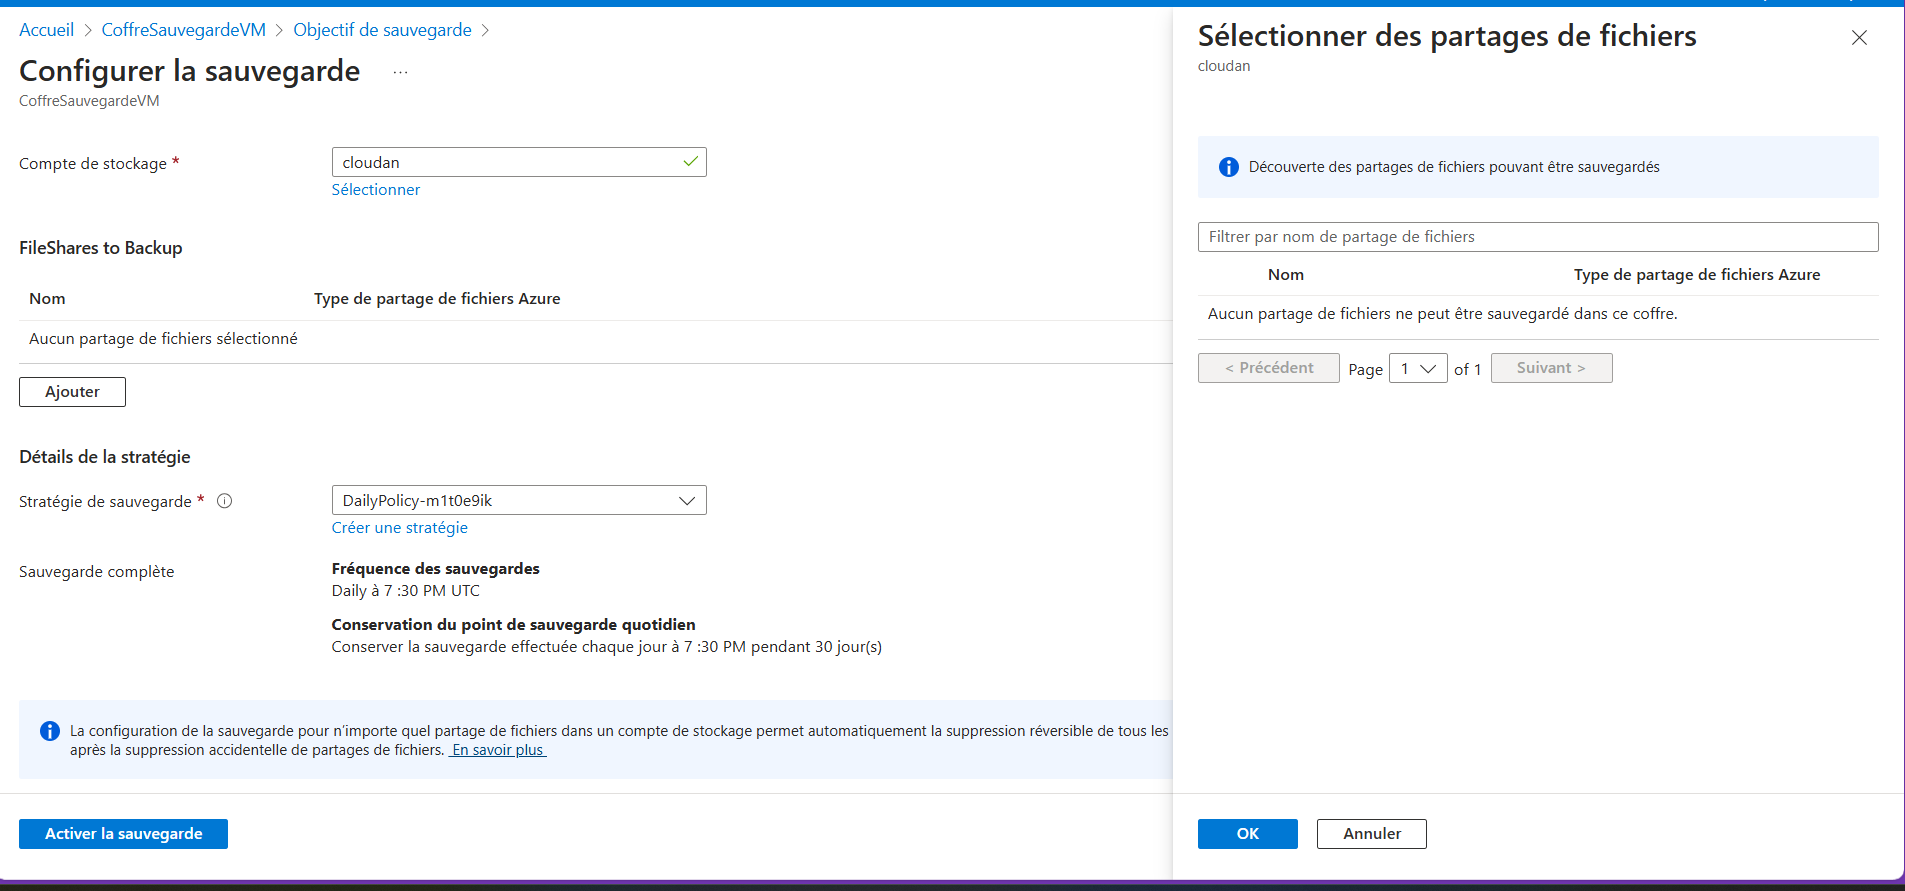 Accueil > CoffreSauvegardeVM > Objectif de sauvegarde >
Configurer la sauvegarde ...
CoffreSauvegardeVM
Compte de stockage *
cloudan
Sélectionner
FileShares to Backup
Nom Type de partage de fichiers Azure
Aucun partage de fichiers sélectionné
Ajouter
Détails de la stratégie
Stratégie de sauvegarde *
DailyPolicy-m1t0e9ik
Créer une stratégie
Sauvegarde complète
Fréquence des sauvegardes
Daily à 7 :30 PM UTC
Conservation du point de sauvegarde quotidien
Conserver la sauvegarde effectuée chaque jour à 7 :30 PM pendant 30 jour(s)
La configuration de la sauvegarde pour n’importe quel partage de fichiers dans un compte de stockage permet automatiquement la suppression réversible de tous les
après la suppression accidentelle de partages de fichiers. En savoir plus
Activer la sauvegarde
Sélectionner des partages de fichiers
cloudan
Découverte des partages de fichiers pouvant être sauvegardés
Filtrer par nom de partage de fichiers
Nom Type de partage de fichiers Azure
Aucun partage de fichiers ne peut être sauvegardé dans ce coffre.
< Précédent Page 1 of 1 Suivant >
OK Annuler